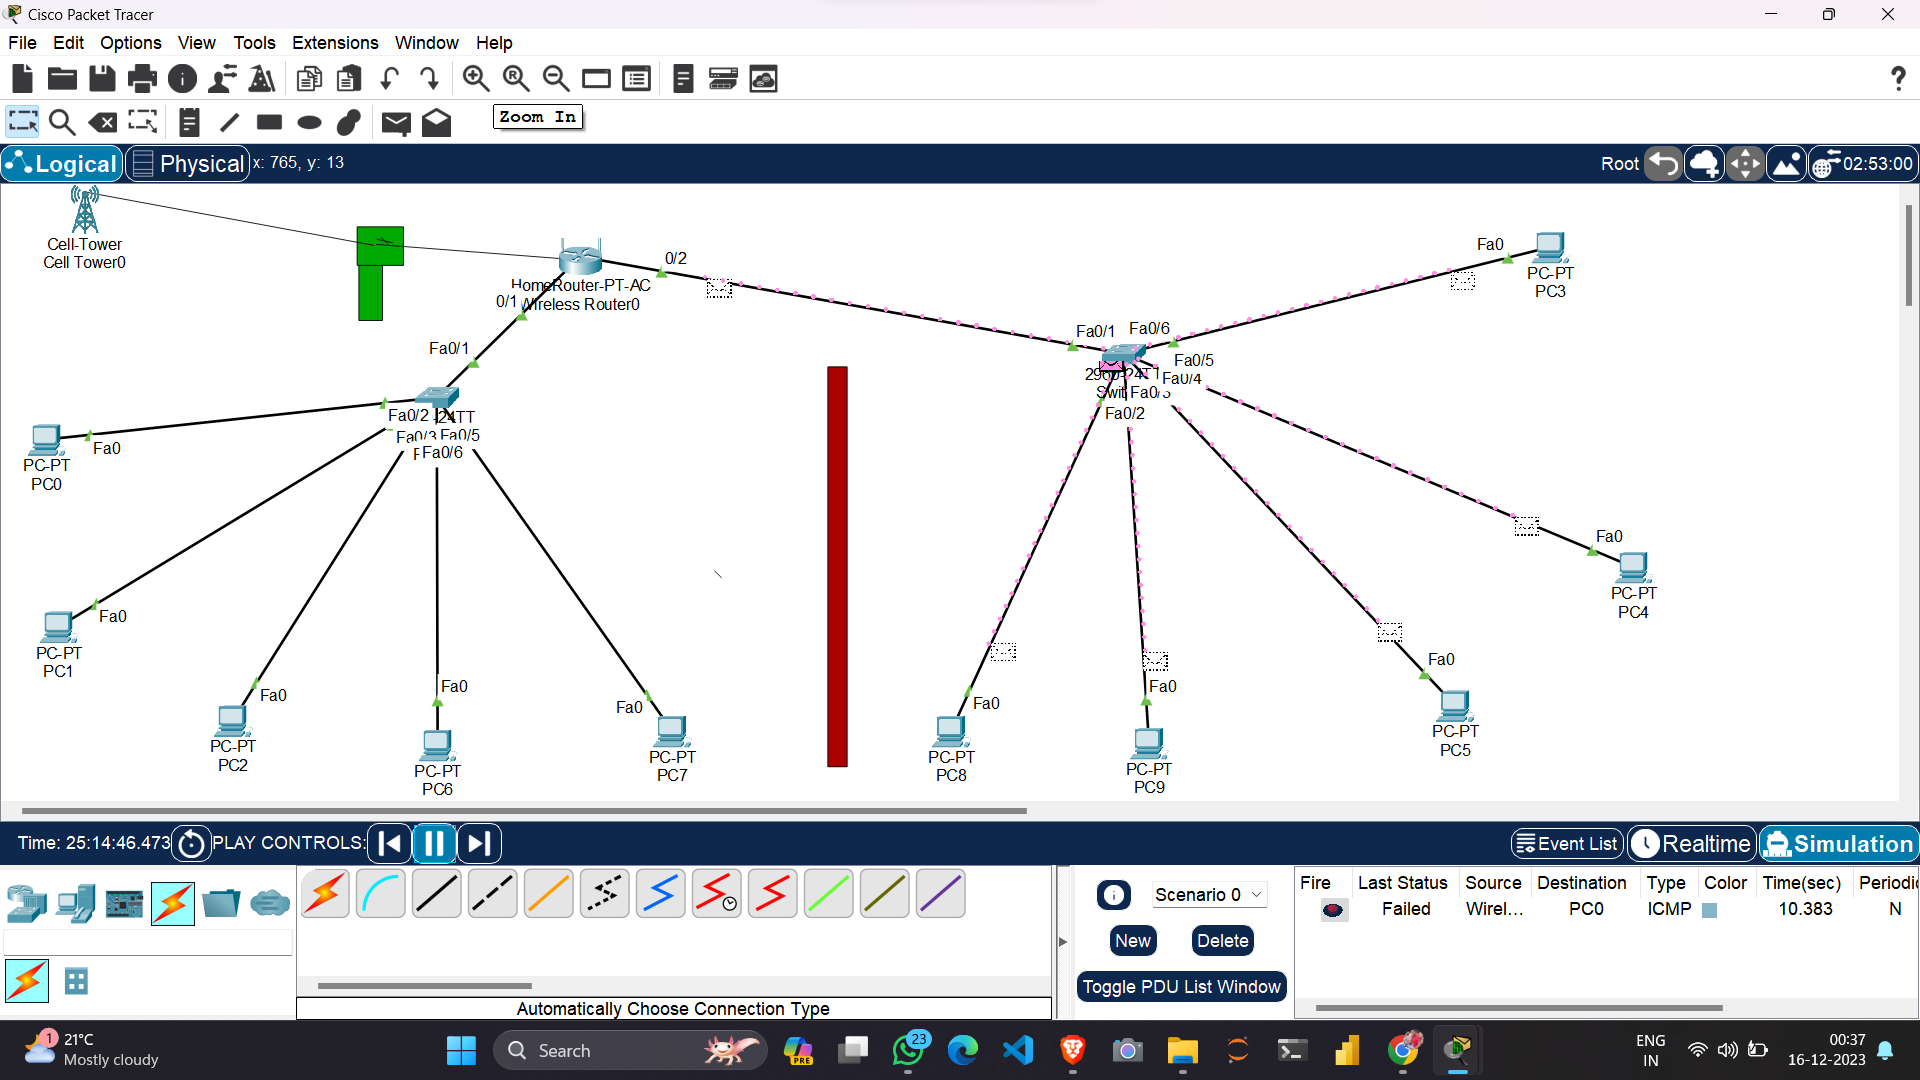 Cisco Packet Tracer
File Edit Options View Tools Extensions Window Help
Zoom In
Logical Physical x: 765, y: 13 Root 02:53:00
Cell-Tower
Cell Tower0
0/2
HomeRouter-PT-AC
Wireless Router0
0/1
Fa0/1
Fa0/2 24TT
Fa0/3 Fa0/5
Fa0/6
Fa0
PC-PT
PC0
Fa0
PC-PT
PC1
Fa0
PC-PT
PC2
Fa0
PC-PT
PC6
Fa0
PC-PT
PC7
Fa0
PC-PT
PC3
Fa0/1 Fa0/6
Fa0/5
2960-24TT Fa0/4
Fa0/3
Fa0/2
Fa0
PC-PT
PC4
Fa0
PC-PT
PC5
Fa0
PC-PT
PC8
Fa0
PC-PT
PC9
Time: 25:14:46.473 PLAY CONTROLS: Event List Realtime Simulation
Scenario 0
New Delete
Toggle PDU List Window
Fire Last Status Source Destination Type Color Time(sec) Periodic
Failed Wirel... PC0 ICMP 10.383 N
Automatically Choose Connection Type
1 21°C
Mostly cloudy
Search
PRE
23
ENG
IN
00:37
16-12-2023